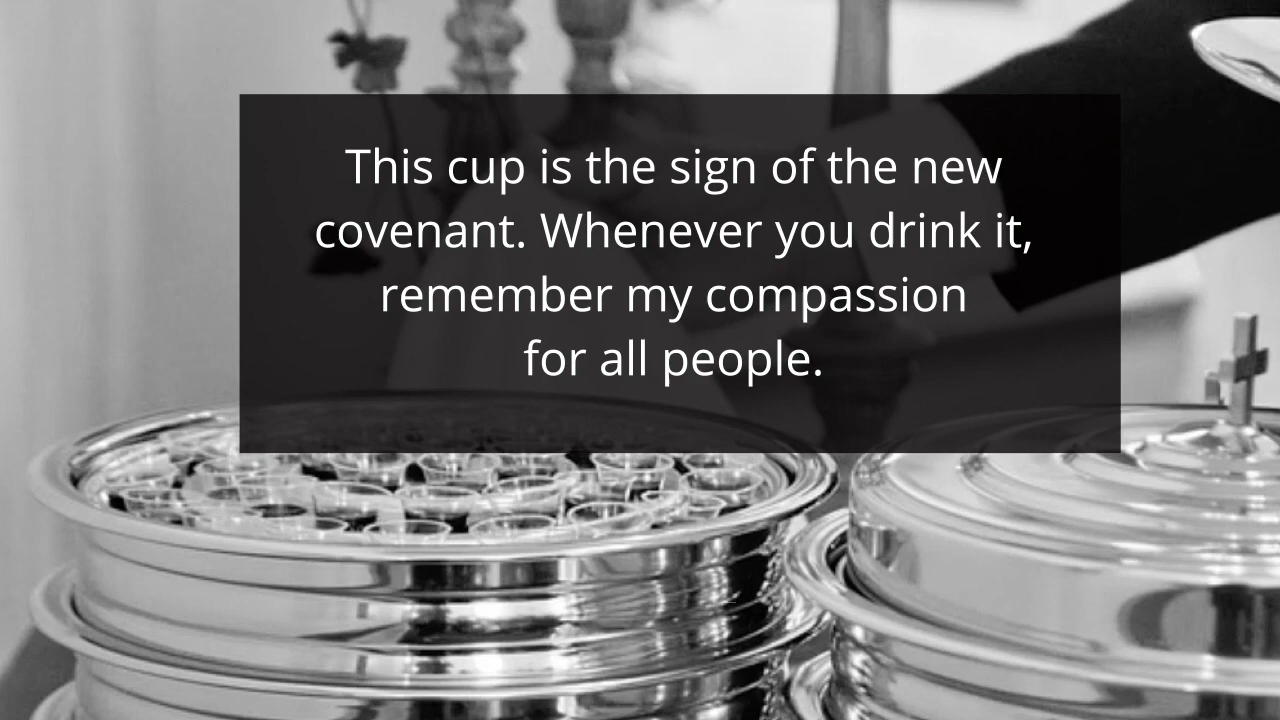 This cup is the sign of the new
covenant. Whenever you drink it,
remember my compassion
for all people.